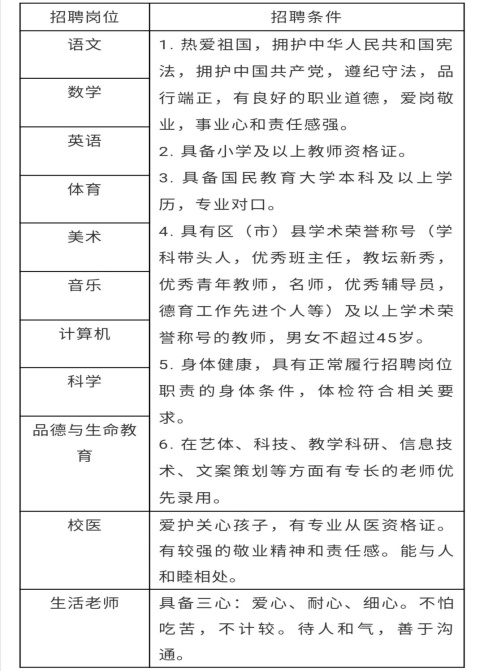 招聘岗位
招聘条件
语文
数学
英语
体育
美术
音乐
计算机
科学
品德与生命教
育
1. 热爱祖国，拥护中华人民共和国宪
法，拥护中国共产党，遵纪守法，品
行端正，有良好的职业道德，爱岗敬
业，事业心和责任感强。
2. 具备小学及以上教师资格证。
3. 具备国民教育大学本科及以上学
历，专业对口。
4. 具有区（市）县学术荣誉称号（学
科带头人，优秀班主任，教坛新秀，
优秀青年教师，名师，优秀辅导员，
德育工作先进个人等）及以上学术荣
誉称号的教师，男女不超过45岁。
5. 身体健康，具有正常履行招聘岗位
职责的身体条件，体检符合相关要
求。
6. 在艺体、科技、教学科研、信息技
术、文案策划等方面有专长的老师优
先录用。
校医
爱护关心孩子，有专业从医资格证。
有较强的敬业精神和责任感。能与人
和睦相处。
生活老师
具备三心：爱心、耐心、细心。不怕
吃苦，不计较。待人和气，善于沟
通。